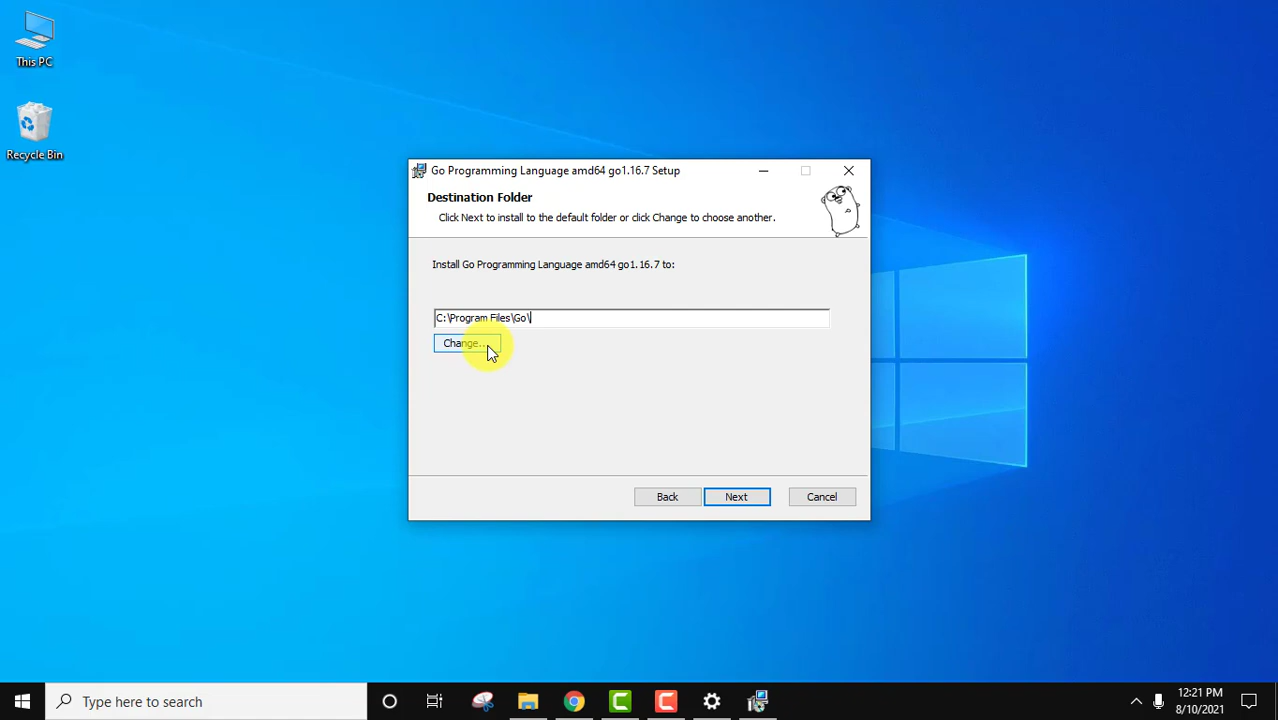 This PC
Recycle Bin
Go Programming Language amd64 go1.16.7 Setup
Destination Folder
Click Next to install to the default folder or click Change to choose another.
Install Go Programming Language amd64 go1.16.7 to:
C:\Program Files\Go\
Change...
Back
Next
Cancel
Type here to search
12:21 PM
8/10/2021